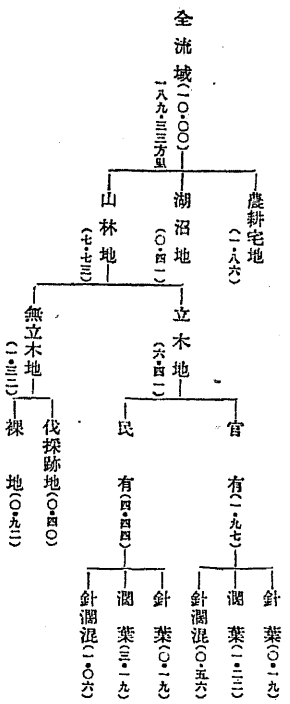 全流域(一〇・〇〇)
一八九・三三方里
農耕宅地
(一・八六)
湖沼地
(〇・四一)
山林地
(七・七三)
立木地
(六・四一)
無立木地
(一・三二)
官有(一・九七)
民有(四・四四)
伐採跡地(〇・四〇)
裸地(〇・九二)
針葉(〇・一九)
濶葉(一・二二)
針濶混(〇・五六)
針葉(〇・一九)
濶葉(三・一九)
針濶混(一・〇六)